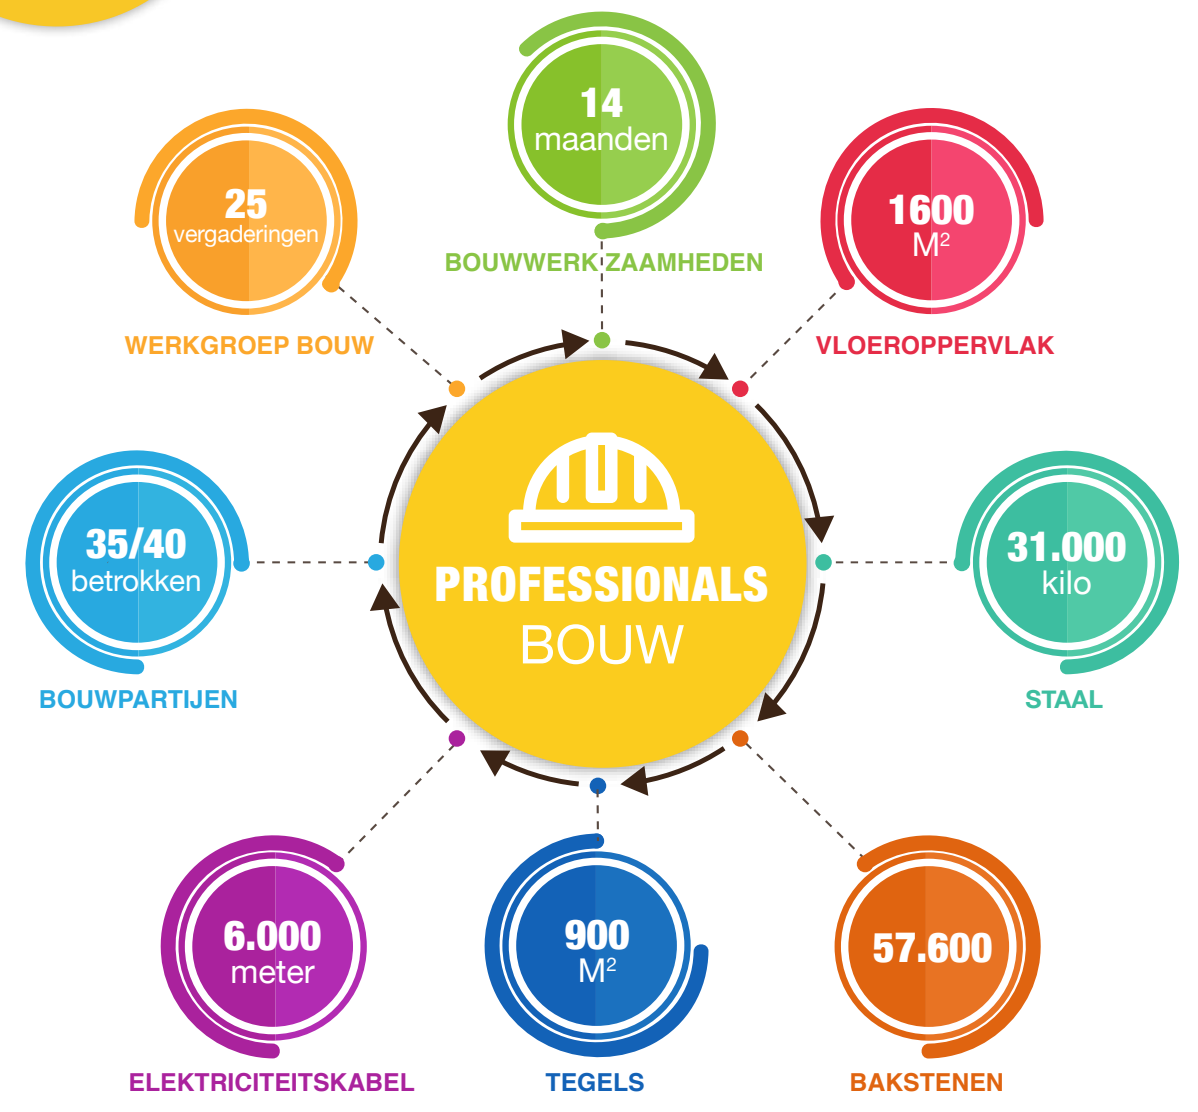 14
maanden
BOUWWERKZAAMHEDEN
25
vergaderingen
WERKGROEP BOUW
1600
M²
VLOEROPPERVLAK
35/40
betrokken
BOUWPARTIJEN
PROFESSIONALS
BOUW
31.000
kilo
STAAL
6.000
meter
ELEKTRICITEITSKABEL
900
M²
TEGELS
57.600
BAKSTENEN